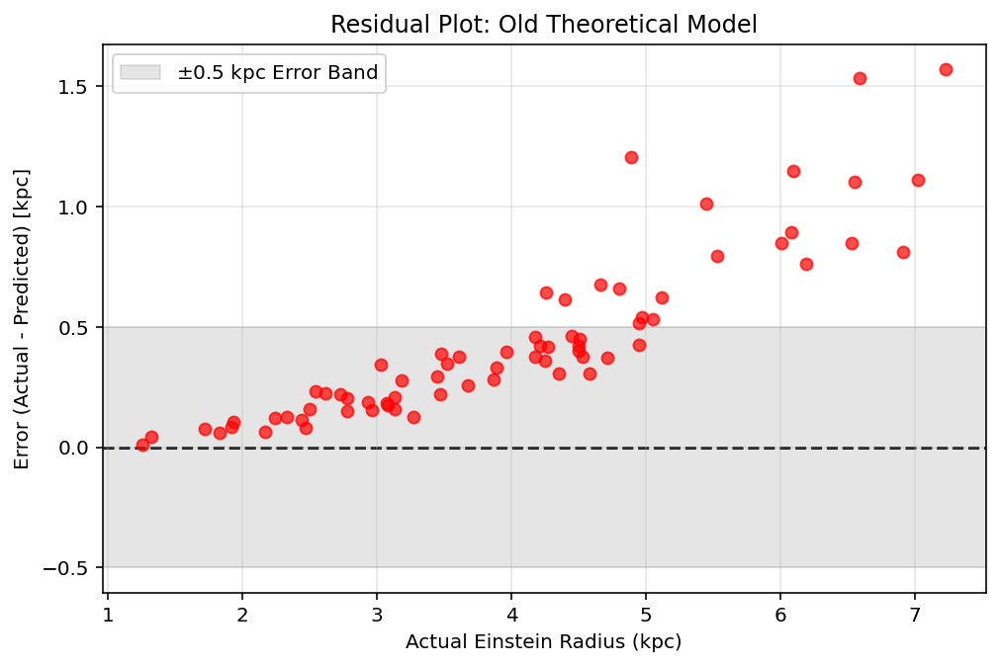 Residual Plot: Old Theoretical Model
±0.5 kpc Error Band
Error (Actual - Predicted) [kpc]
1.5
1.0
0.5
0.0
−0.5
1 2 3 4 5 6 7
Actual Einstein Radius (kpc)